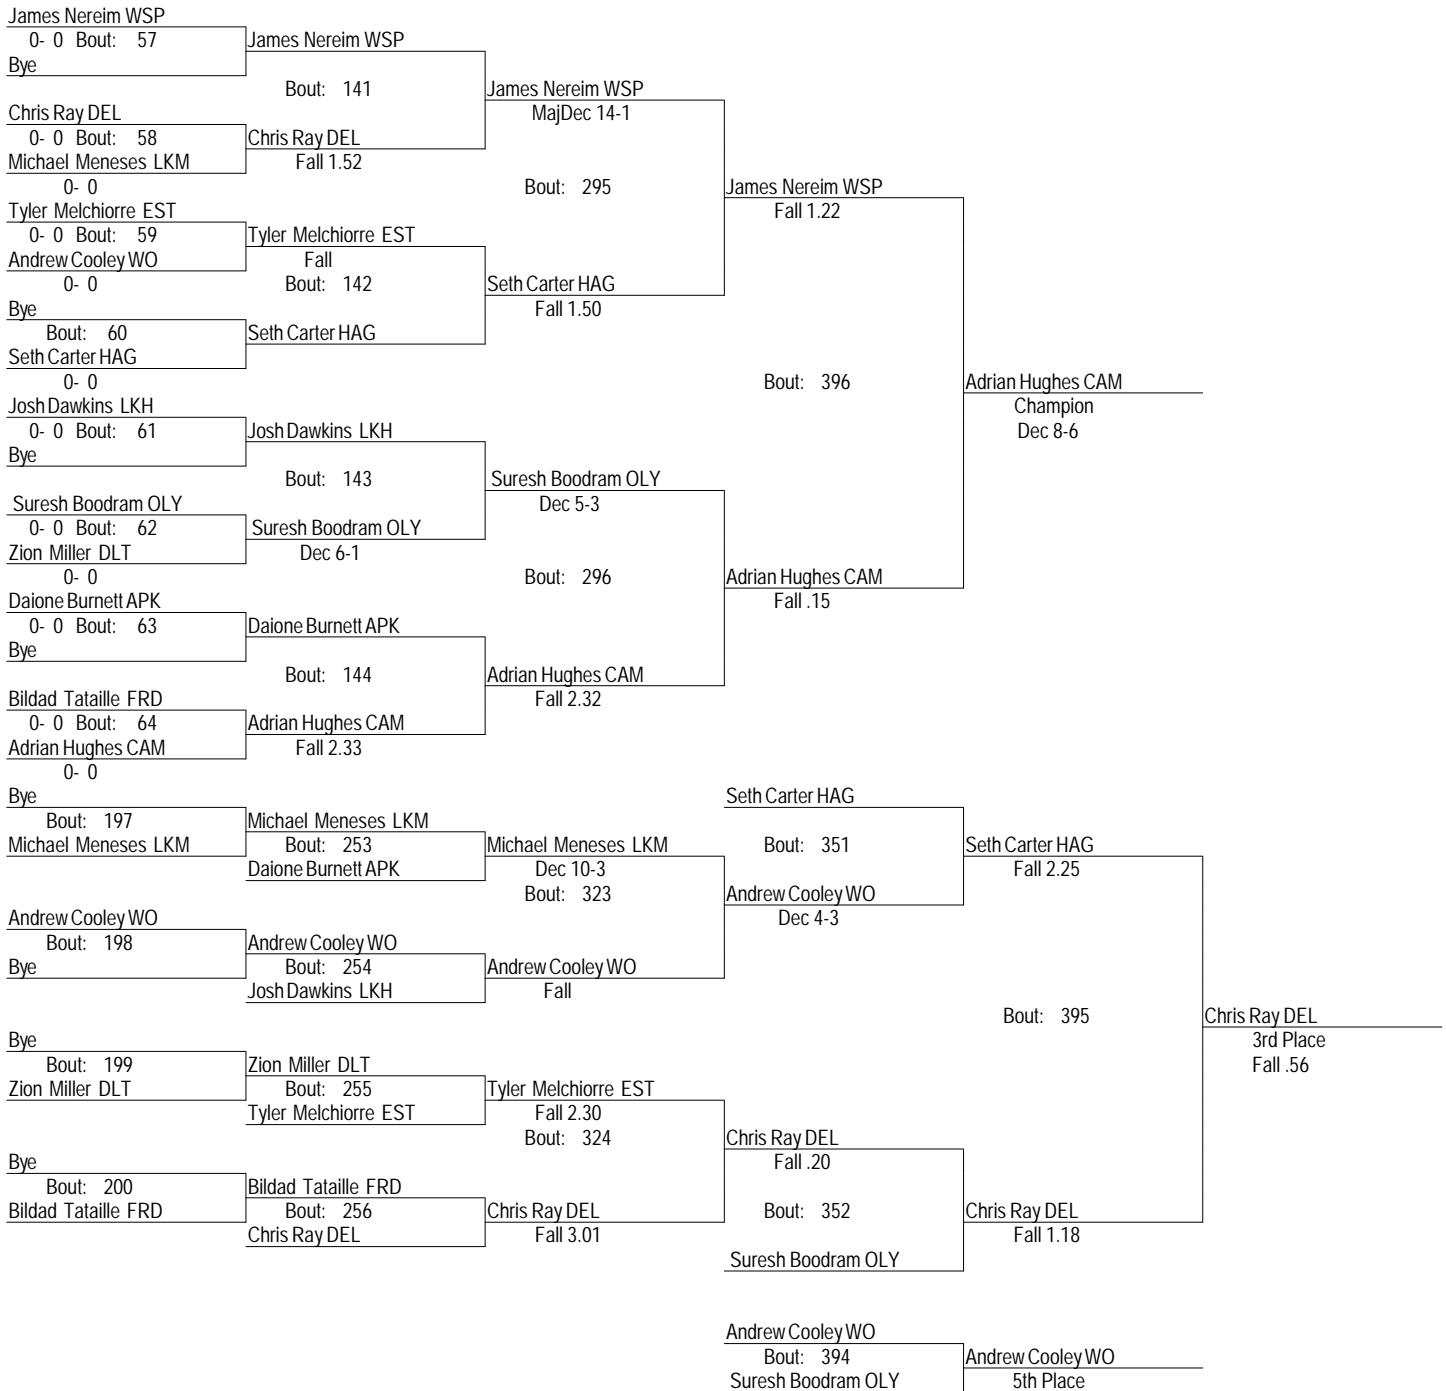 James Nereim WSP
0- 0 Bout: 57
James Nereim WSP
Bye
Bout: 141
James Nereim WSP
Chris Ray DEL
MajDec 14-1
0- 0 Bout: 58
Chris Ray DEL
Michael Meneses LKM
Fall 1.52
0- 0
Bout: 295
James Nereim WSP
Tyler Melchiorre EST
Fall 1.22
0- 0 Bout: 59
Tyler Melchiorre EST
Andrew Cooley WO
Fall
0- 0
Bout: 142
Seth Carter HAG
Bye
Fall 1.50
Bout: 60
Seth Carter HAG
Seth Carter HAG
0- 0
Bout: 396
Adrian Hughes CAM
Josh Dawkins LKH
Champion
0- 0 Bout: 61
Josh Dawkins LKH
Dec 8-6
Bye
Bout: 143
Suresh Boodram OLY
Suresh Boodram OLY
Dec 5-3
0- 0 Bout: 62
Suresh Boodram OLY
Zion Miller DLT
Dec 6-1
0- 0
Bout: 296
Adrian Hughes CAM
Daione Burnett APK
Fall .15
0- 0 Bout: 63
Daione Burnett APK
Bye
Bout: 144
Adrian Hughes CAM
Bildad Tataille FRD
Fall 2.32
0- 0 Bout: 64
Adrian Hughes CAM
Adrian Hughes CAM
Fall 2.33
0- 0
Bye
Seth Carter HAG
Bout: 197
Michael Meneses LKM
Michael Meneses LKM
Bout: 253
Michael Meneses LKM
Bout: 351
Seth Carter HAG
Daione Burnett APK
Dec 10-3
Fall 2.25
Bout: 323
Andrew Cooley WO
Andrew Cooley WO
Dec 4-3
Bout: 198
Andrew Cooley WO
Bye
Bout: 254
Andrew Cooley WO
Josh Dawkins LKH
Fall
Bout: 395
Chris Ray DEL
Bye
3rd Place
Bout: 199
Zion Miller DLT
Fall .56
Zion Miller DLT
Bout: 255
Tyler Melchiorre EST
Tyler Melchiorre EST
Fall 2.30
Bout: 324
Chris Ray DEL
Bye
Fall .20
Bout: 200
Bildad Tataille FRD
Bildad Tataille FRD
Bout: 256
Chris Ray DEL
Bout: 352
Chris Ray DEL
Chris Ray DEL
Fall 3.01
Fall 1.18
Suresh Boodram OLY
Andrew Cooley WO
Bout: 394
Andrew Cooley WO
Suresh Boodram OLY
5th Place